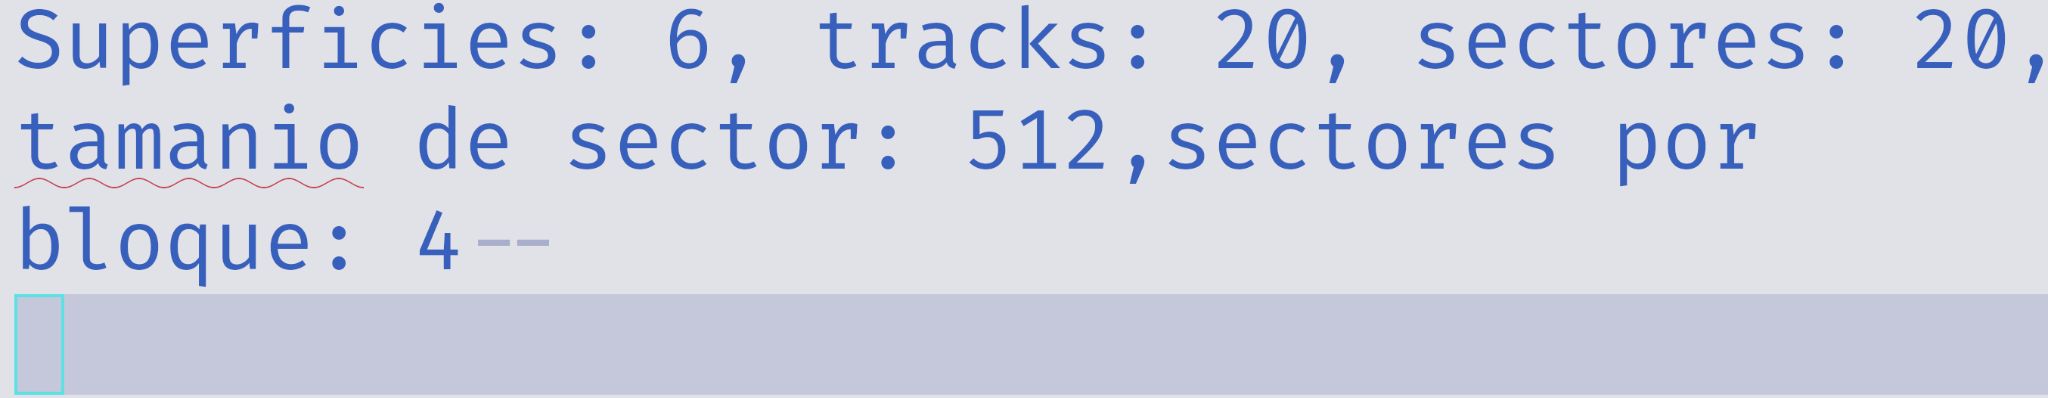 Superficies: 6, tracks: 20, sectores: 20,
tamanio de sector: 512,sectores por
bloque: 4--